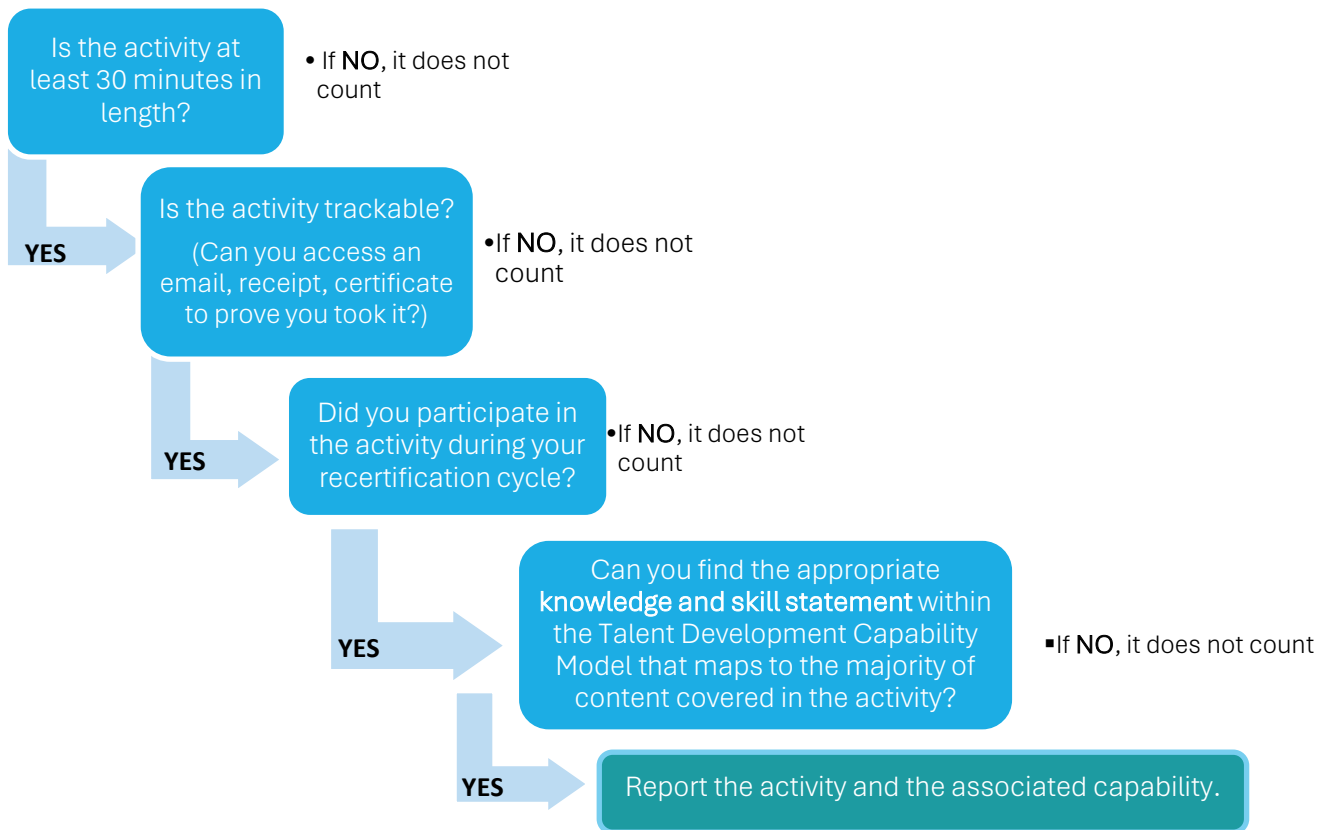 Is the activity at
least 30 minutes in
length?
• If NO, it does not
count
YES
Is the activity trackable?
(Can you access an
email, receipt, certificate
to prove you took it?)
•If NO, it does not
count
YES
Did you participate in
the activity during your
recertification cycle?
•If NO, it does not
count
YES
Can you find the appropriate
knowledge and skill statement within
the Talent Development Capability
Model that maps to the majority of
content covered in the activity?
▪If NO, it does not count
YES
Report the activity and the associated capability.